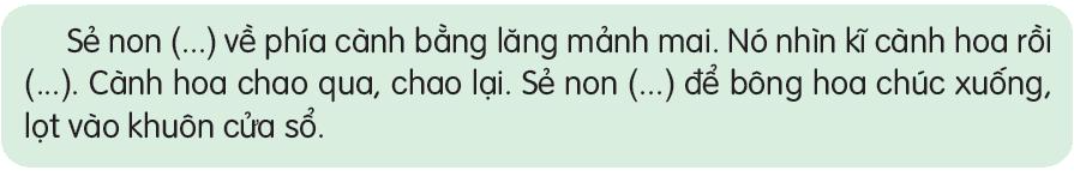 Sẻ non (...) về phía cành bằng lăng mảnh mai. Nó nhìn kĩ cành hoa rồi
(...). Cành hoa chao qua, chao lại. Sẻ non (...) để bông hoa chúc xuống,
lọt vào khuôn cửa sổ.